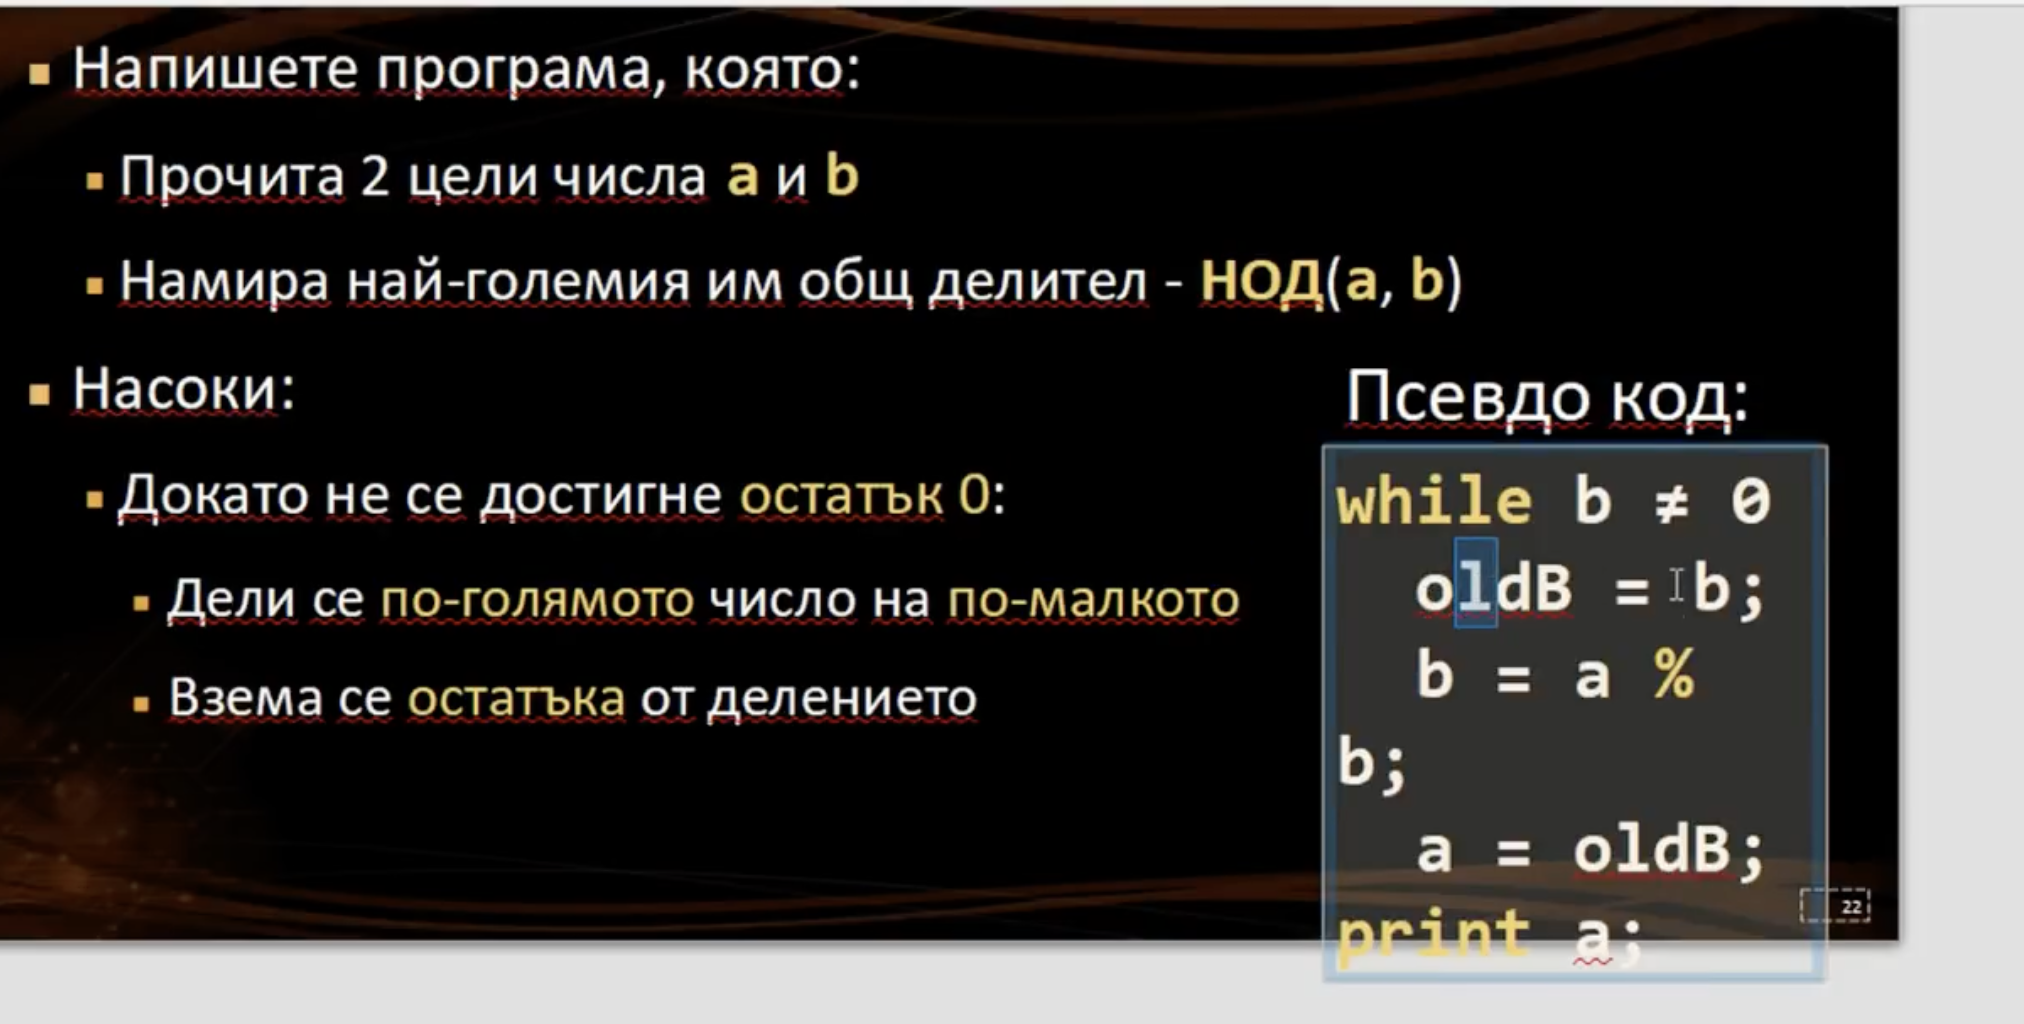 Напишете програма, която:
Прочита 2 цели числа a и b
Намира най-големия им общ делител - НОД(a, b)
Насоки:
Докато не се достигне остатък 0:
Дели се по-голямото число на по-малкото
Взема се остатъка от делението
Псевдо код:
while b ≠ 0
oldB = b;
b = a %
b;
a = oldB;
print a;
22